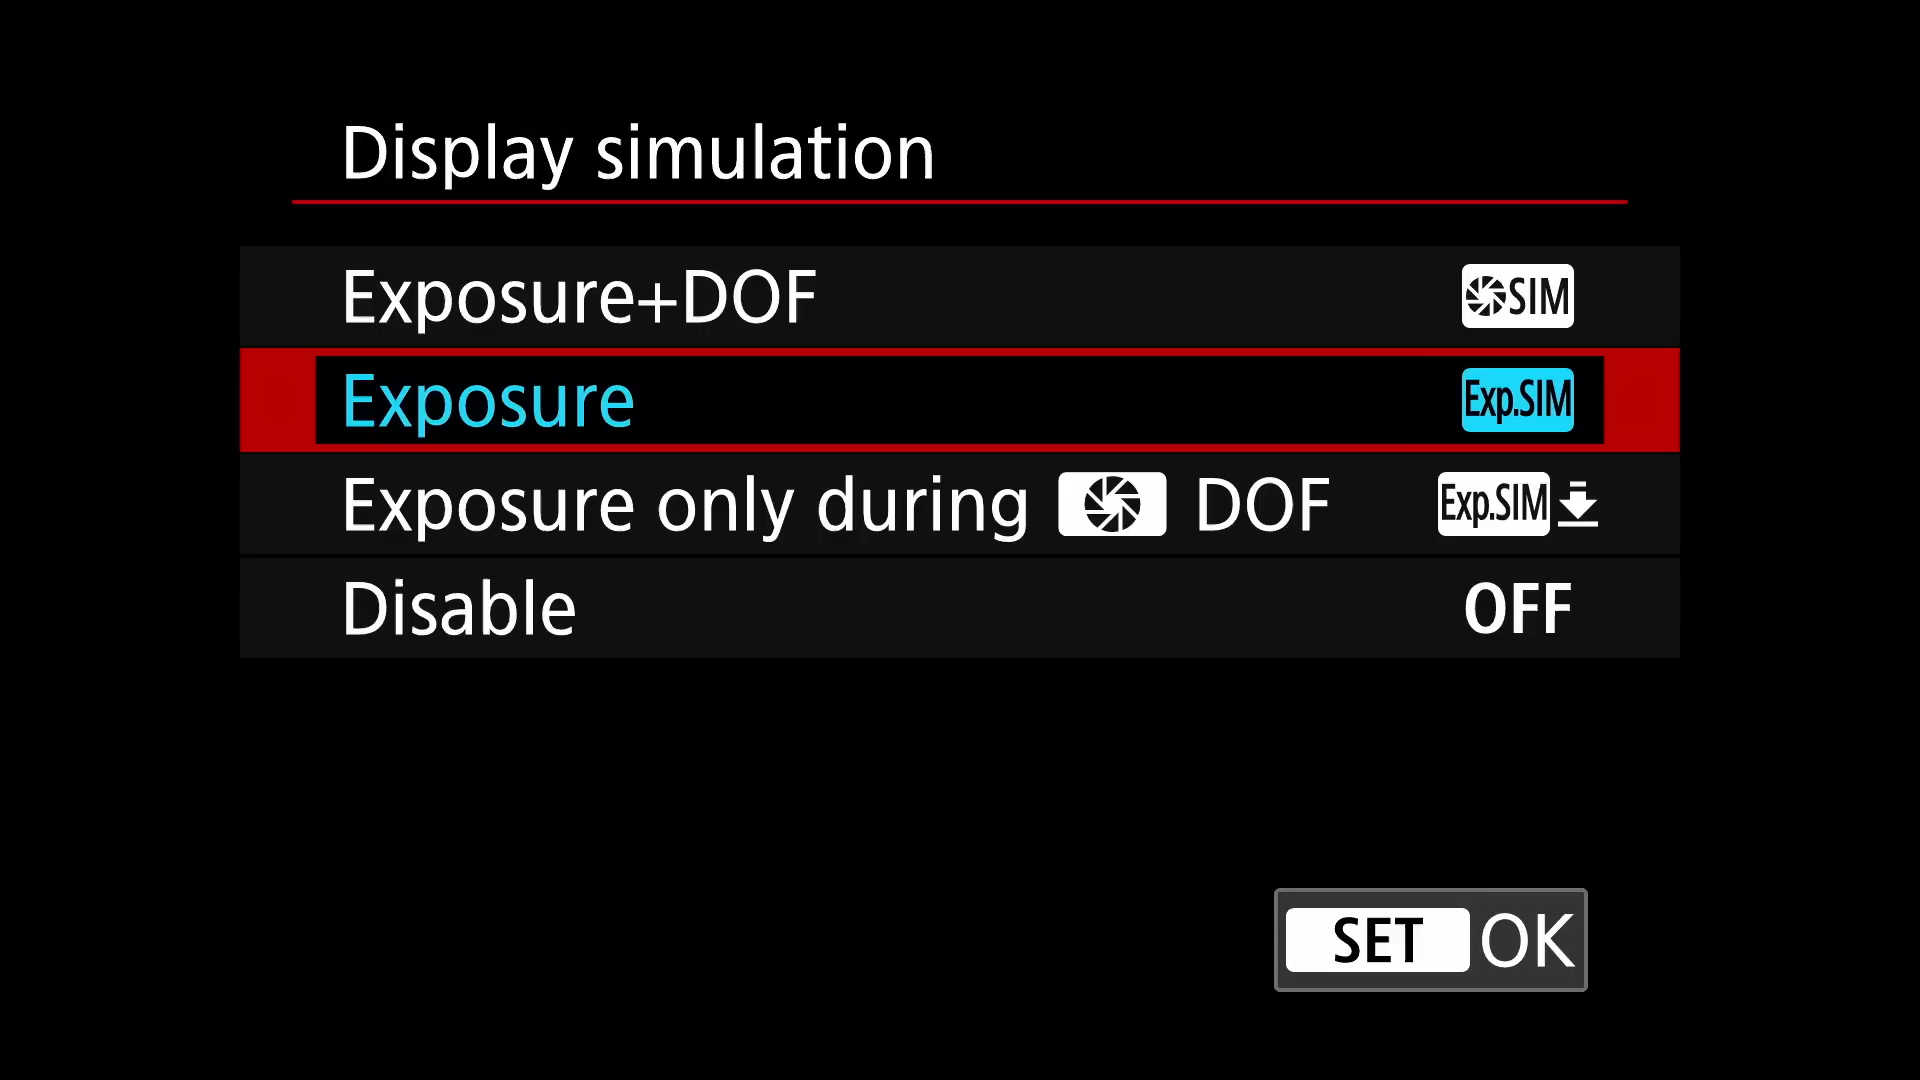 Display simulation
Exposure+DOF SIM
Exposure Exp.SIM
Exposure only during DOF Exp.SIM
Disable OFF
SET OK